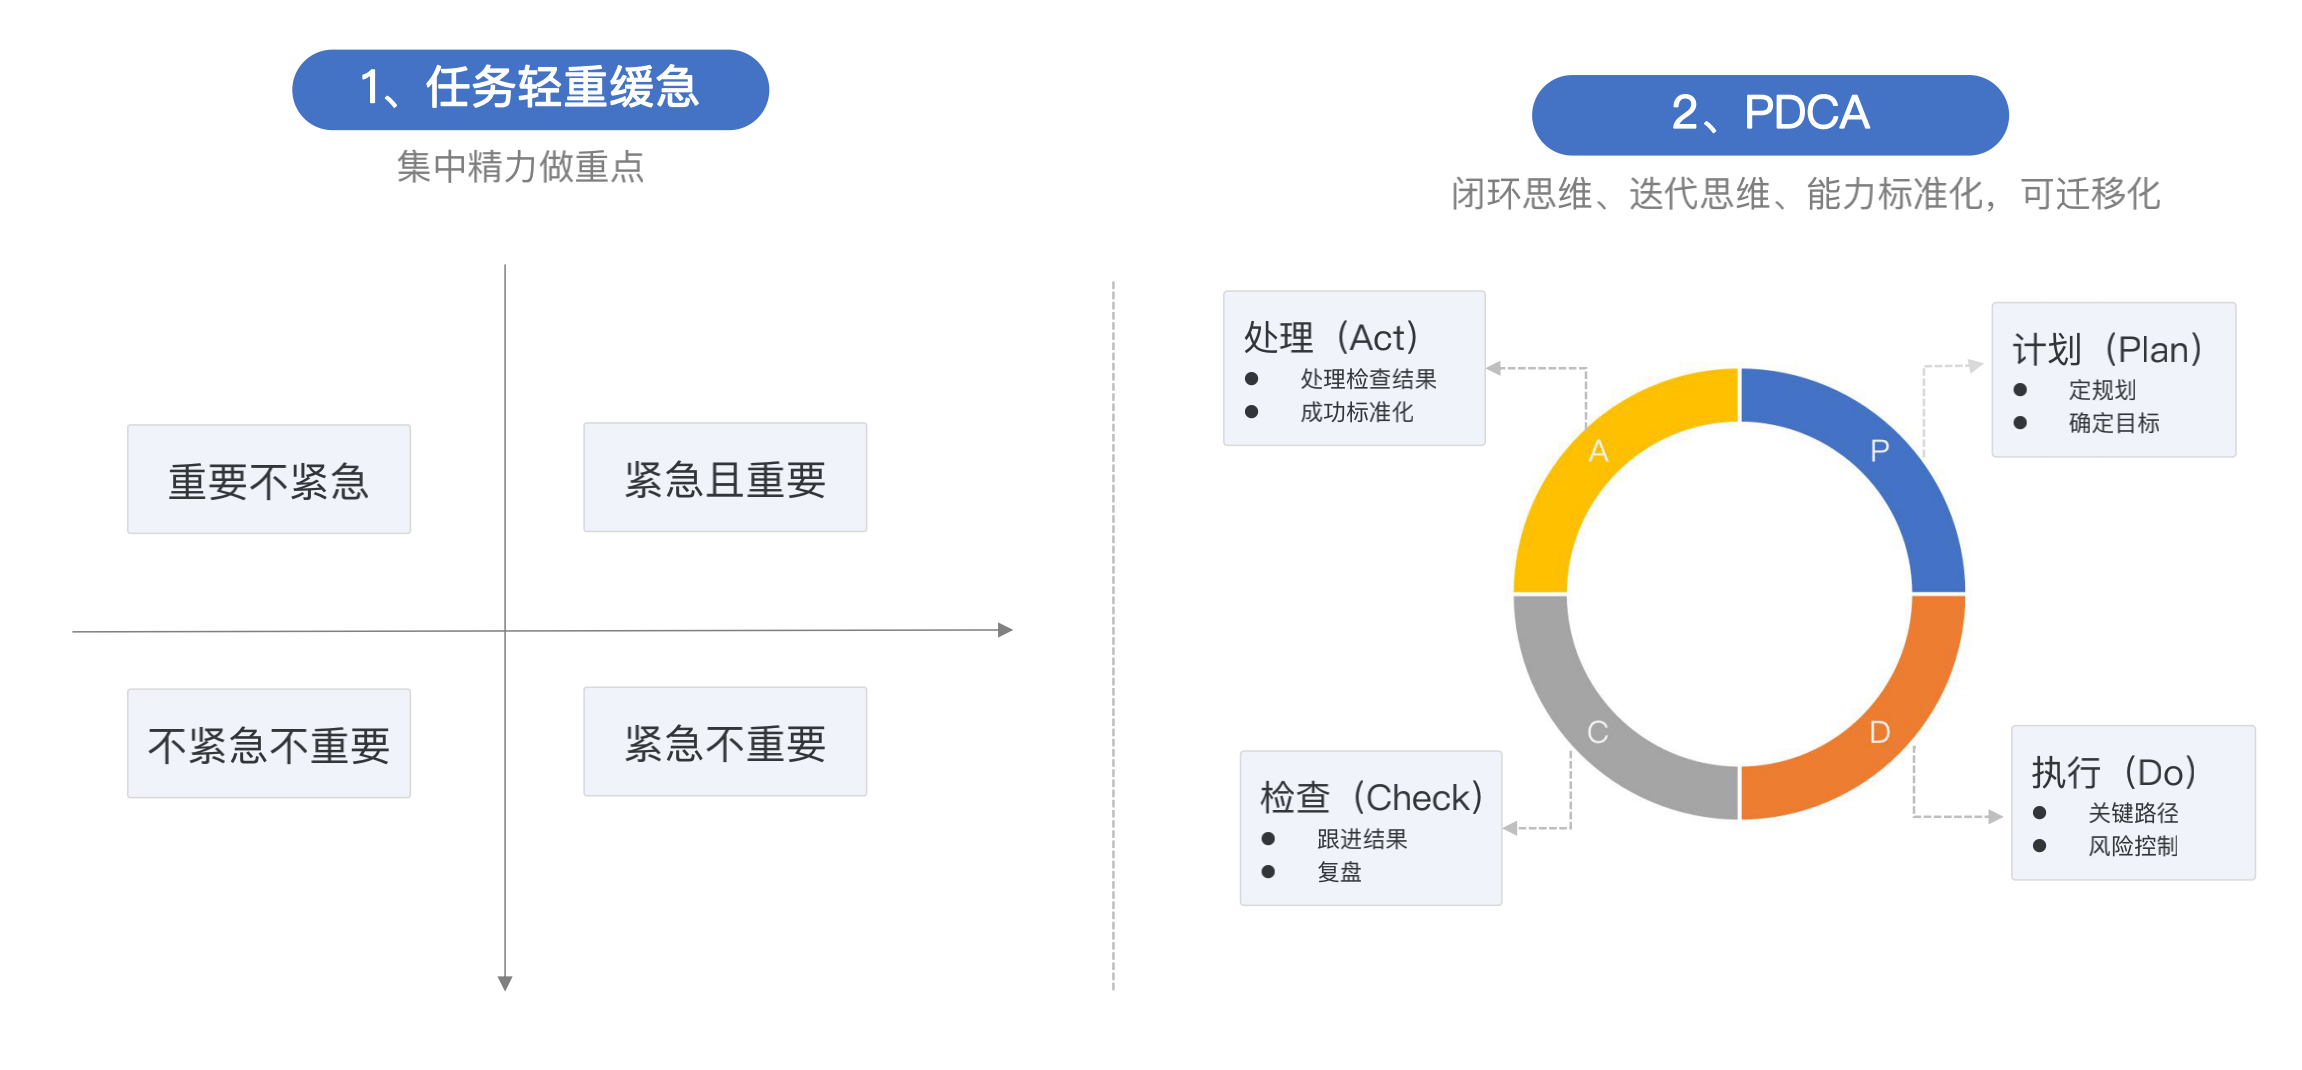 1、任务轻重缓急
集中精力做重点
重要不紧急
紧急且重要
不紧急不重要
紧急不重要
2、PDCA
闭环思维、迭代思维、能力标准化，可迁移化
处理（Act）
● 处理检查结果
● 成功标准化
计划（Plan）
● 定规划
● 确定目标
A
P
C
D
检查（Check）
● 跟进结果
● 复盘
执行（Do）
● 关键路径
● 风险控制